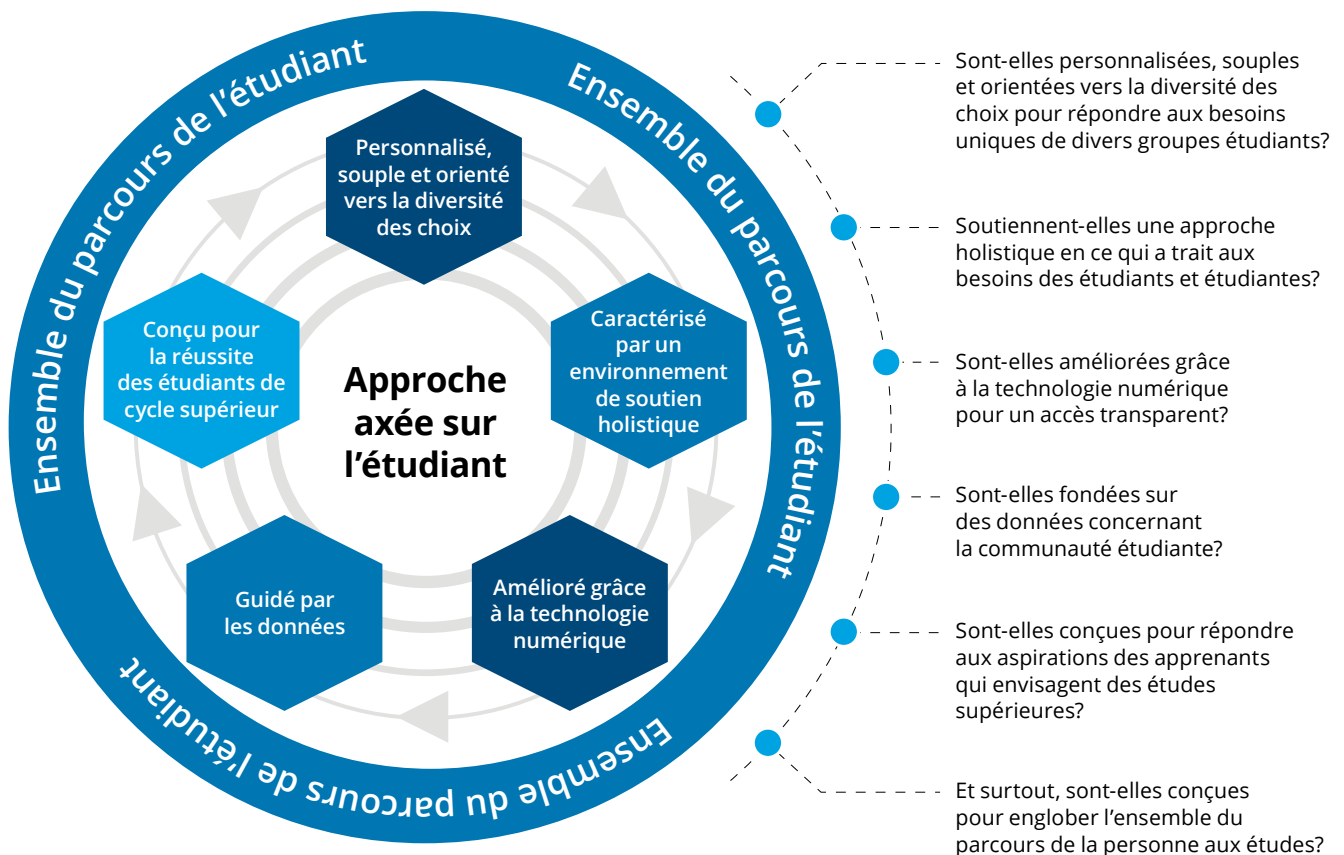 Ensemble du parcours de l'étudiant
Ensemble du parcours de l'étudiant
Ensemble du parcours de l'étudiant
Personnalisé,
souple et orienté
vers la diversité
des choix
Caractérisé
par un
environnement
de soutien
holistique
Amélioré grâce
à la technologie
numérique
Guidé par
les données
Conçu pour
la réussite
des étudiants de
cycle supérieur
Approche
axée sur
l'étudiant
Sont-elles personnalisées, souples
et orientées vers la diversité des
choix pour répondre aux besoins
uniques de divers groupes étudiants?
Soutiennent-elles une approche
holistique en ce qui a trait aux
besoins des étudiants et étudiantes?
Sont-elles améliorées grâce
à la technologie numérique
pour un accès transparent?
Sont-elles fondées sur
des données concernant
la communauté étudiante?
Sont-elles conçues pour répondre
aux aspirations des apprenants
qui envisagent des études
supérieures?
Et surtout, sont-elles conçues
pour englober l'ensemble du
parcours de la personne aux études?